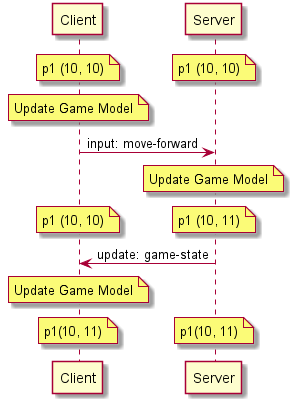 Client Server
p1 (10, 10) p1 (10, 10)
Update Game Model
input: move-forward
Update Game Model
p1 (10, 10) p1 (10, 11)
update: game-state
Update Game Model
p1(10, 11) p1(10, 11)
Client Server